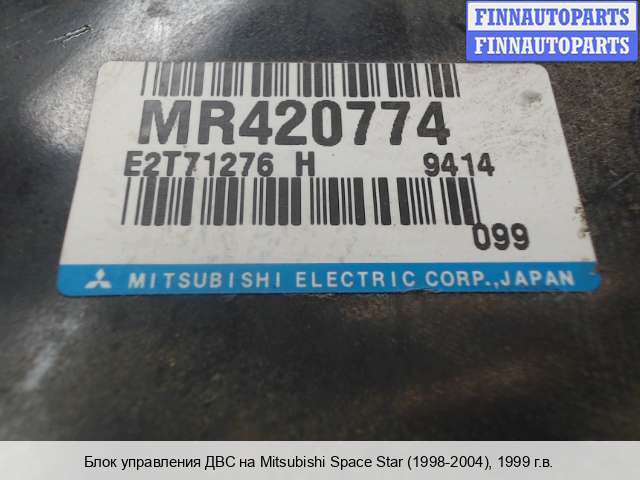 FINNAUTOPARTS
FINNAUTOPARTS
MR420774
E2T71276 H 9414
099
MITSUBISHI ELECTRIC CORP.,JAPAN
Блок управления ДВС на Mitsubishi Space Star (1998-2004), 1999 г.в.